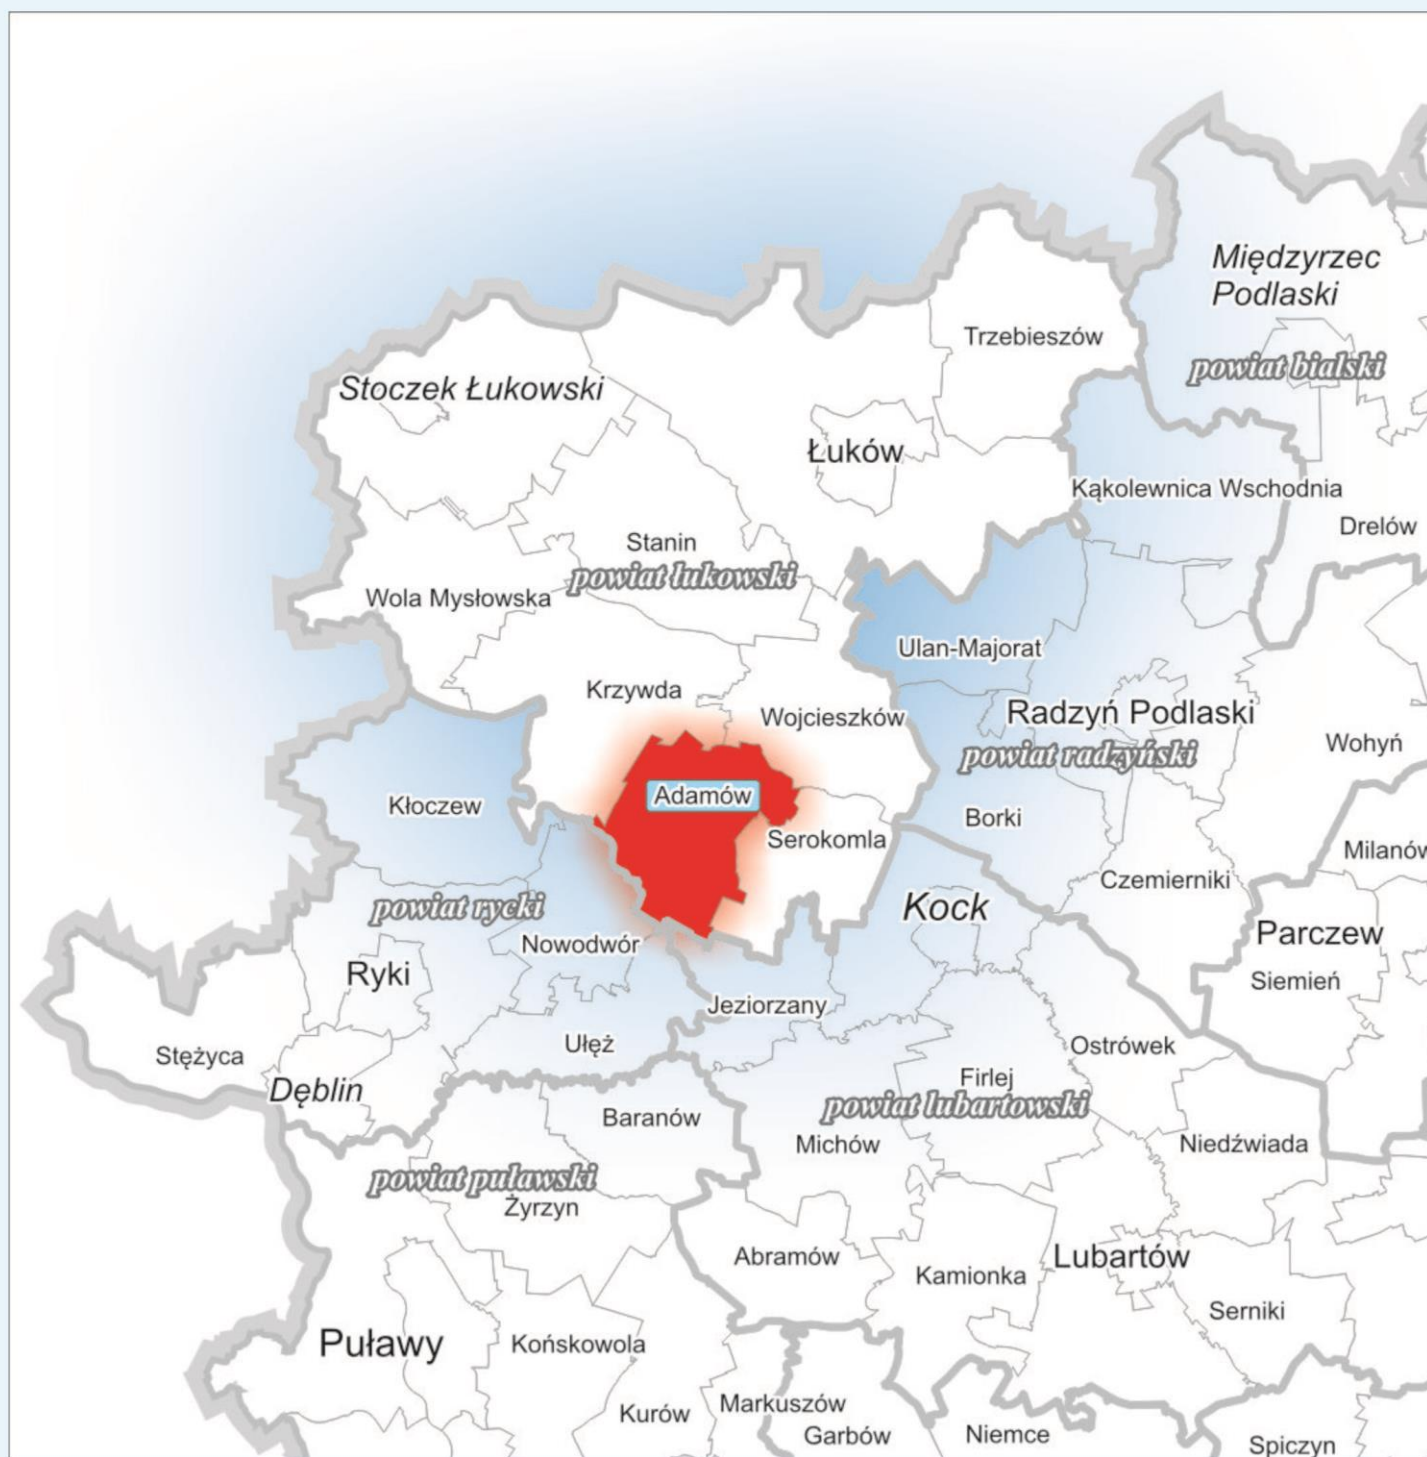 Międzyrzec
Podlaski
Trzebieszów
powiat bialski
Stoczek Łukowski
Łuków
Kąkolewnica Wschodnia
Drelów
Stanin
powiat łukowski
Wola Mysłowska
Ulan-Majorat
Krzywda
Wojcieszków
Radzyń Podlaski
Wohyń
powiat radzyński
Adamów
Kłoczew
Borki
Serokomla
Milanów
Czemierniki
powiat rycki
Kock
Parczew
Nowodwór
Ryki
Siemień
Jeziorzany
Ułęż
Ostrówek
Stężyca
Firlej
Dęblin
powiat lubartowski
Baranów
Michów
Niedźwiada
powiat puławski
Żyrzyn
Abramów
Lubartów
Kamionka
Serniki
Puławy
Końskowola
Markuszów
Kurów
Garbów
Niemce
Spiczyn